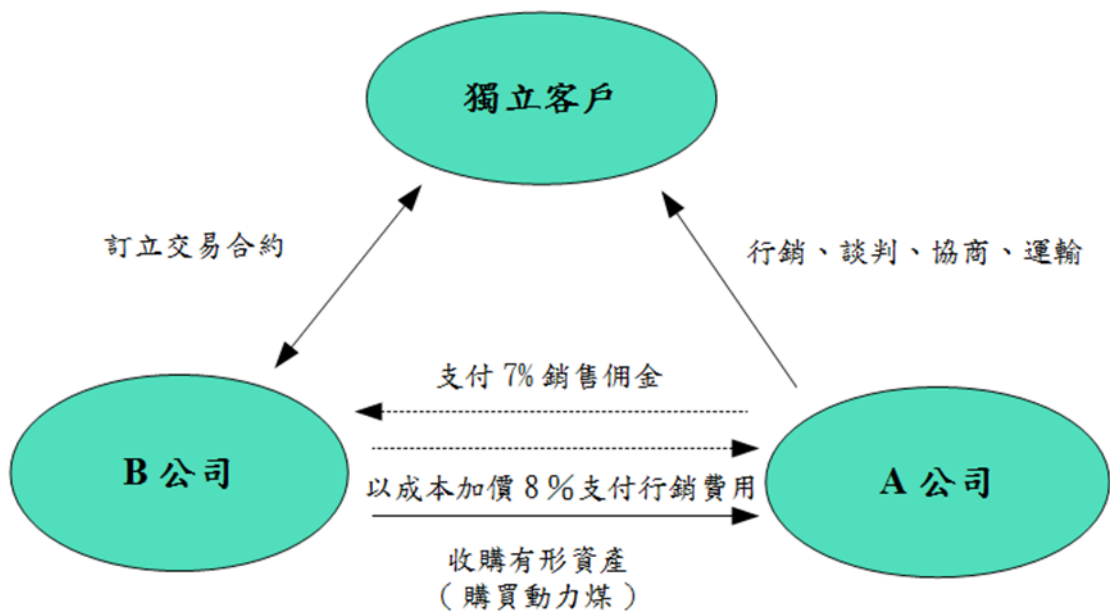 獨立客戶
訂立交易合約
行銷、談判、協商、運輸
支付 7% 銷售佣金
B 公司
以成本加價 8％支付行銷費用
A 公司
收購有形資產
（購買動力煤）